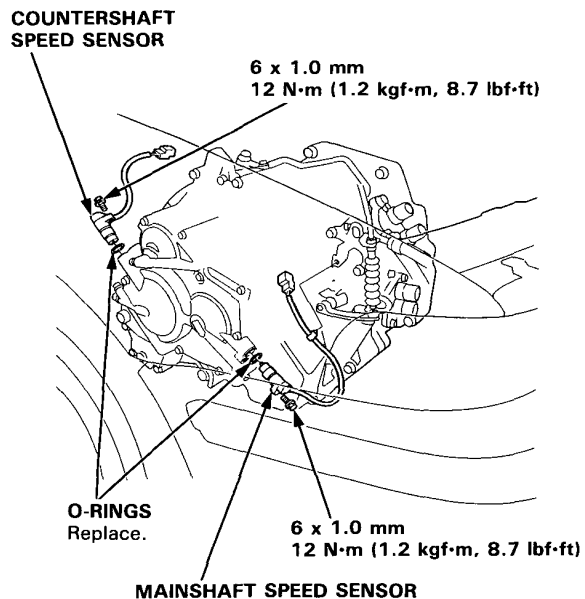 COUNTERSHAFT
SPEED SENSOR
6 x 1.0 mm
12 N·m (1.2 kgf·m, 8.7 lbf·ft)
O-RINGS
Replace.
6 x 1.0 mm
12 N·m (1.2 kgf·m, 8.7 lbf·ft)
MAINSHAFT SPEED SENSOR